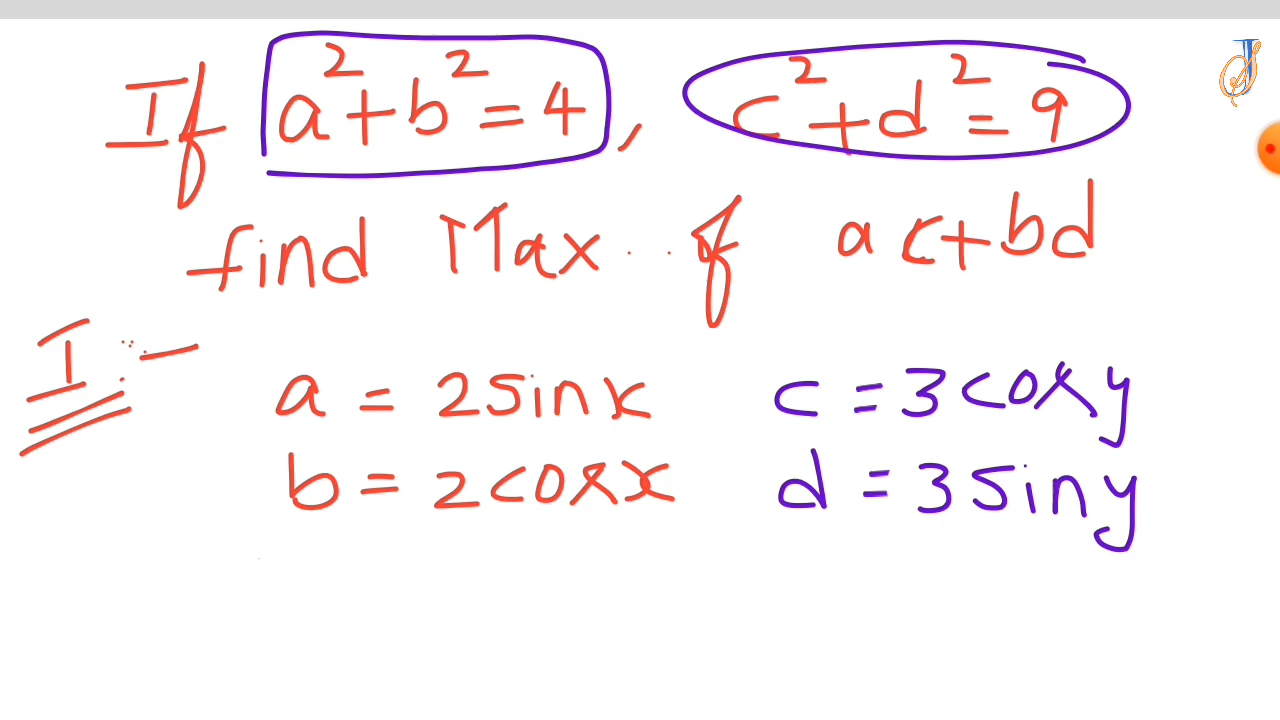 If a²+b²=4, c²+d²=9
find Max. of ac+bd
I:-
a = 2sinx c = 3cosy
b = 2cosx d = 3siny